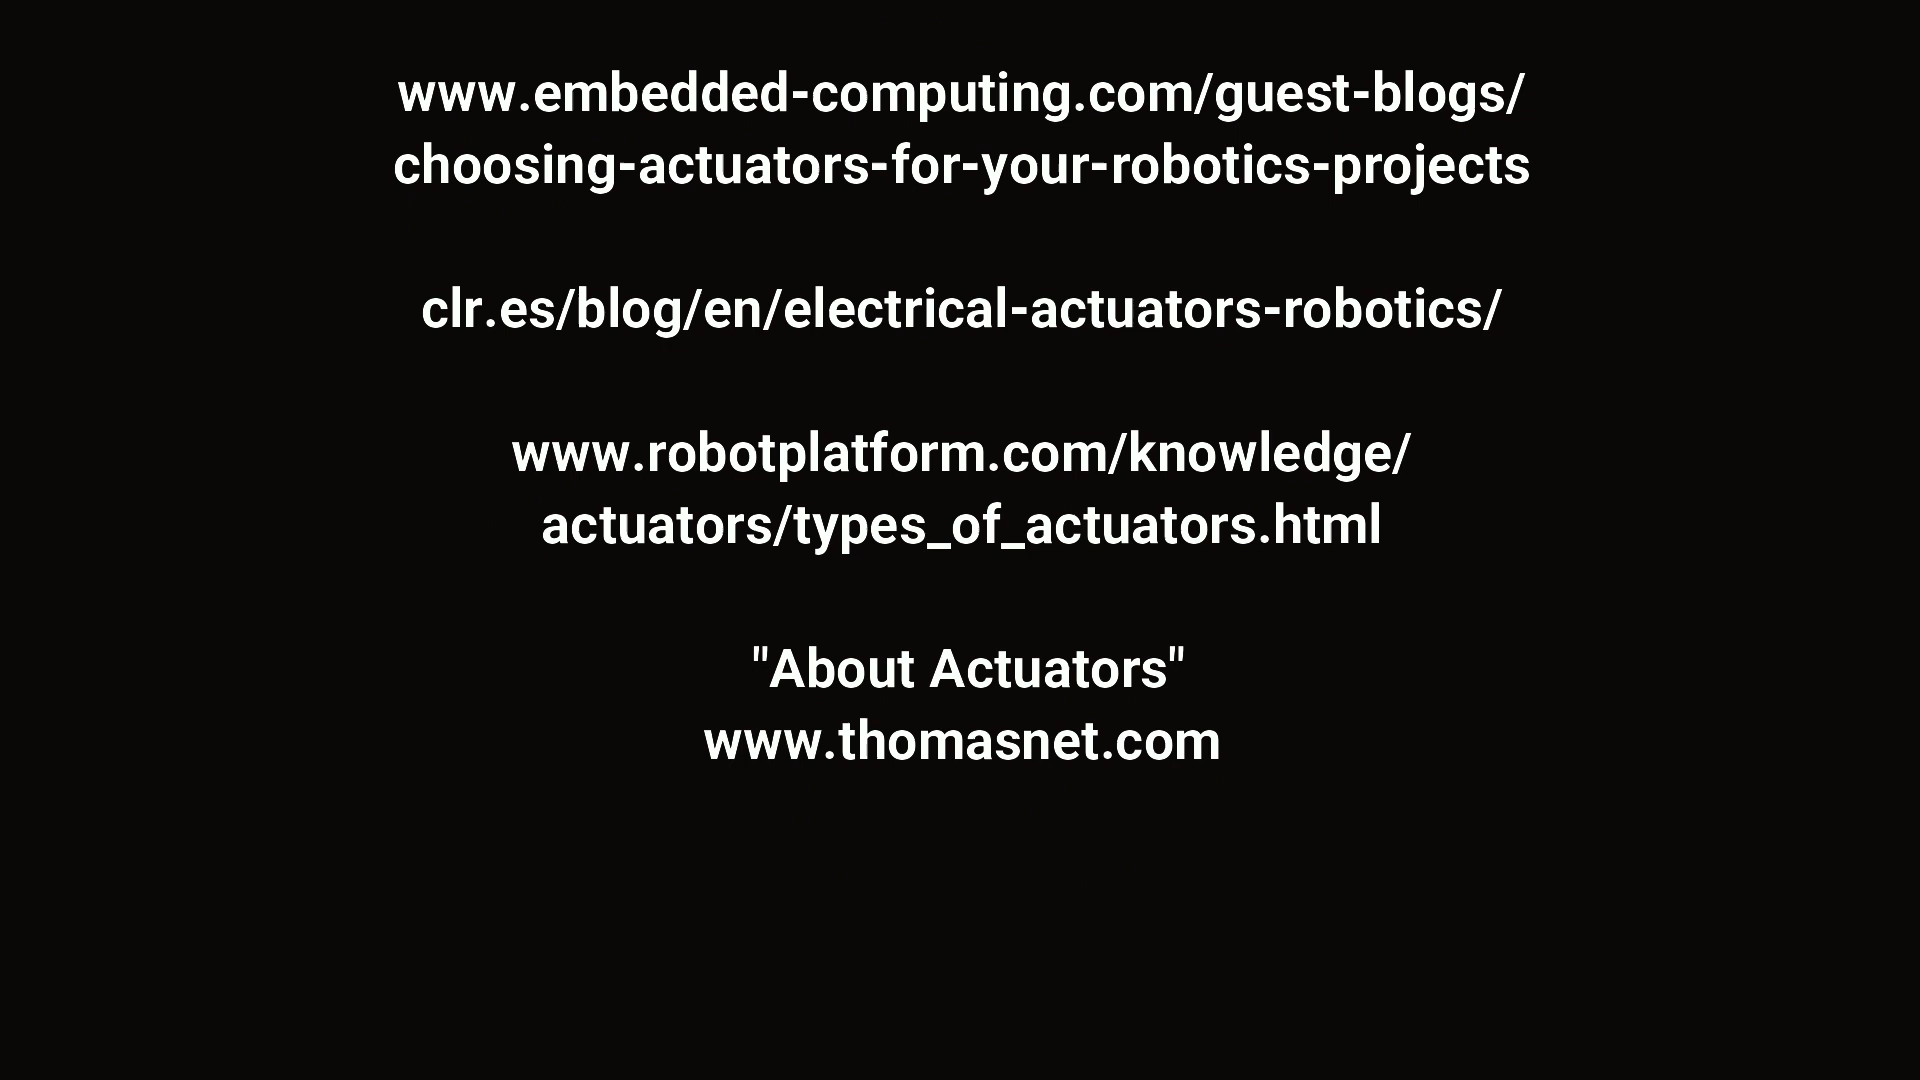 www.embedded-computing.com/guest-blogs/
choosing-actuators-for-your-robotics-projects
clr.es/blog/en/electrical-actuators-robotics/
www.robotplatform.com/knowledge/
actuators/types_of_actuators.html
"About Actuators"
www.thomasnet.com